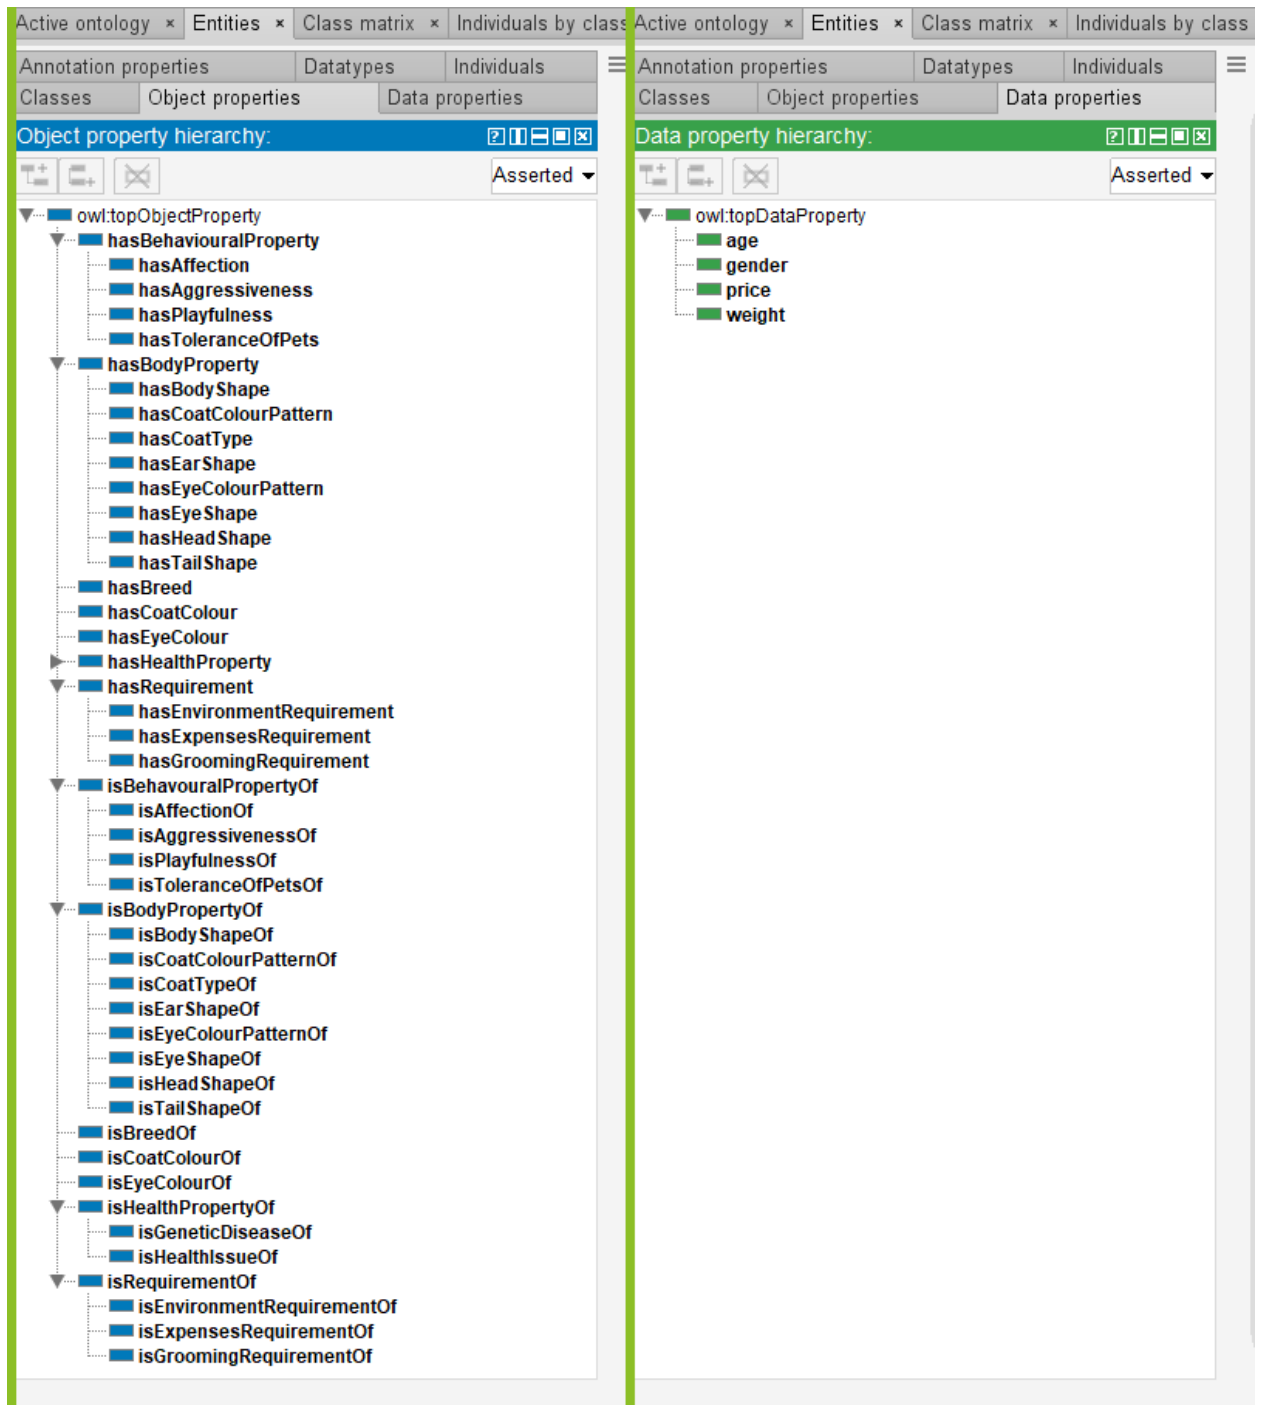 Active ontology × Entities × Class matrix × Individuals by class
Annotation properties Datatypes Individuals
Classes Object properties Data properties
Object property hierarchy:
Asserted
owl:topObjectProperty
hasBehaviouralProperty
hasAffection
hasAggressiveness
hasPlayfulness
hasToleranceOfPets
hasBodyProperty
hasBodyShape
hasCoatColourPattern
hasCoatType
hasEarShape
hasEyeColourPattern
hasEyeShape
hasHeadShape
hasTailShape
hasBreed
hasCoatColour
hasEyeColour
hasHealthProperty
hasRequirement
hasEnvironmentRequirement
hasExpensesRequirement
hasGroomingRequirement
isBehavouralPropertyOf
isAffectionOf
isAggressivenessOf
isPlayfulnessOf
isToleranceOfPetsOf
isBodyPropertyOf
isBodyShapeOf
isCoatColourPatternOf
isCoatTypeOf
isEarShapeOf
isEyeColourPatternOf
isEyeShapeOf
isHeadShapeOf
isTailShapeOf
isBreedOf
isCoatColourOf
isEyeColourOf
isHealthPropertyOf
isGeneticDiseaseOf
isHealthIssueOf
isRequirementOf
isEnvironmentRequirementOf
isExpensesRequirementOf
isGroomingRequirementOf
Active ontology × Entities × Class matrix × Individuals by class
Annotation properties Datatypes Individuals
Classes Object properties Data properties
Data property hierarchy:
Asserted
owl:topDataProperty
age
gender
price
weight